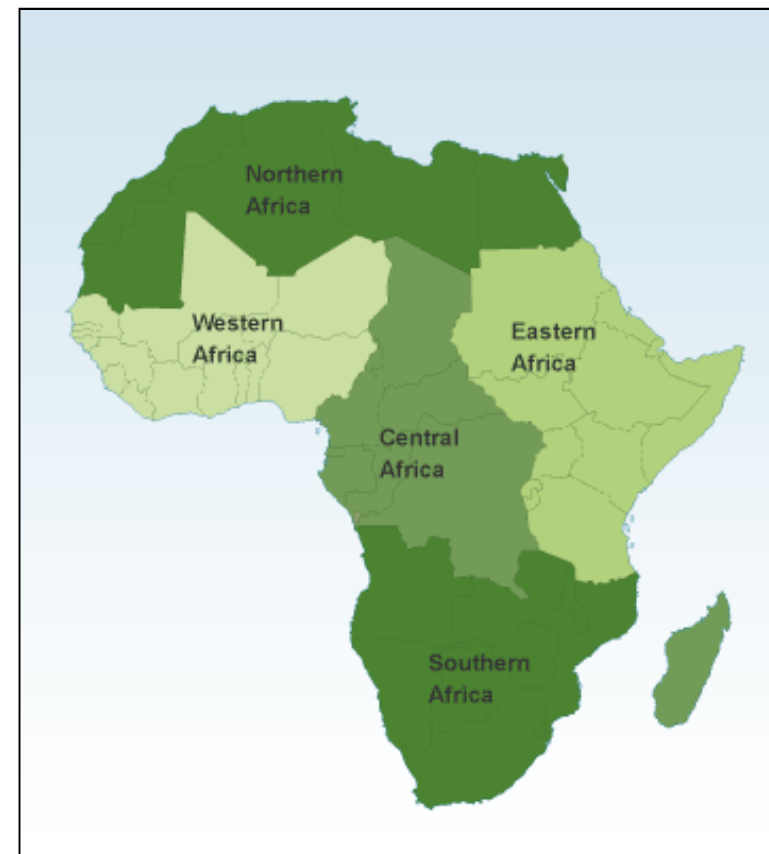 Northern
Africa
Western
Africa
Eastern
Africa
Central
Africa
Southern
Africa